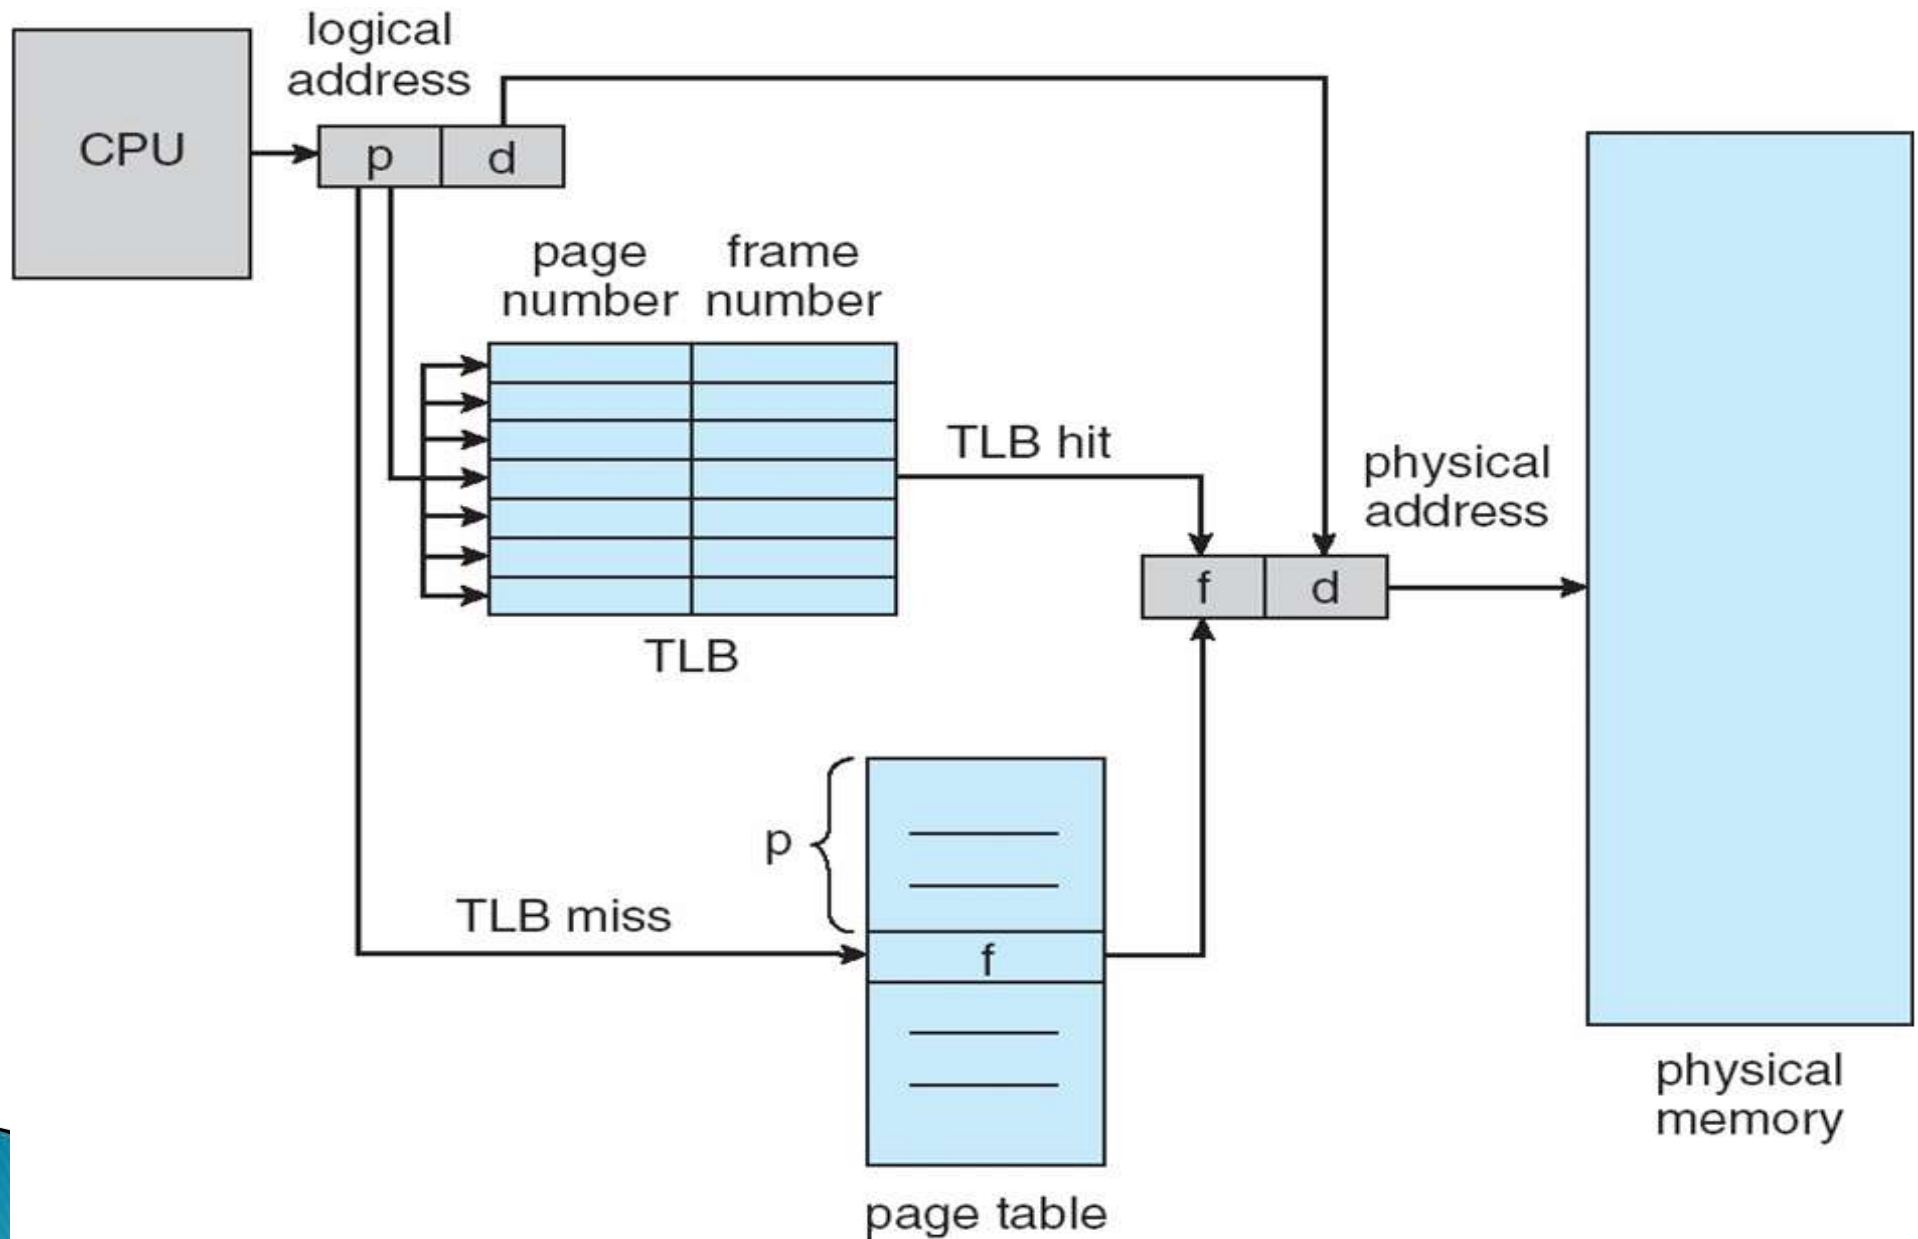 logical
address
CPU
p
d
page
number
frame
number
TLB hit
physical
address
f
d
TLB
p
TLB miss
f
physical
memory
page table